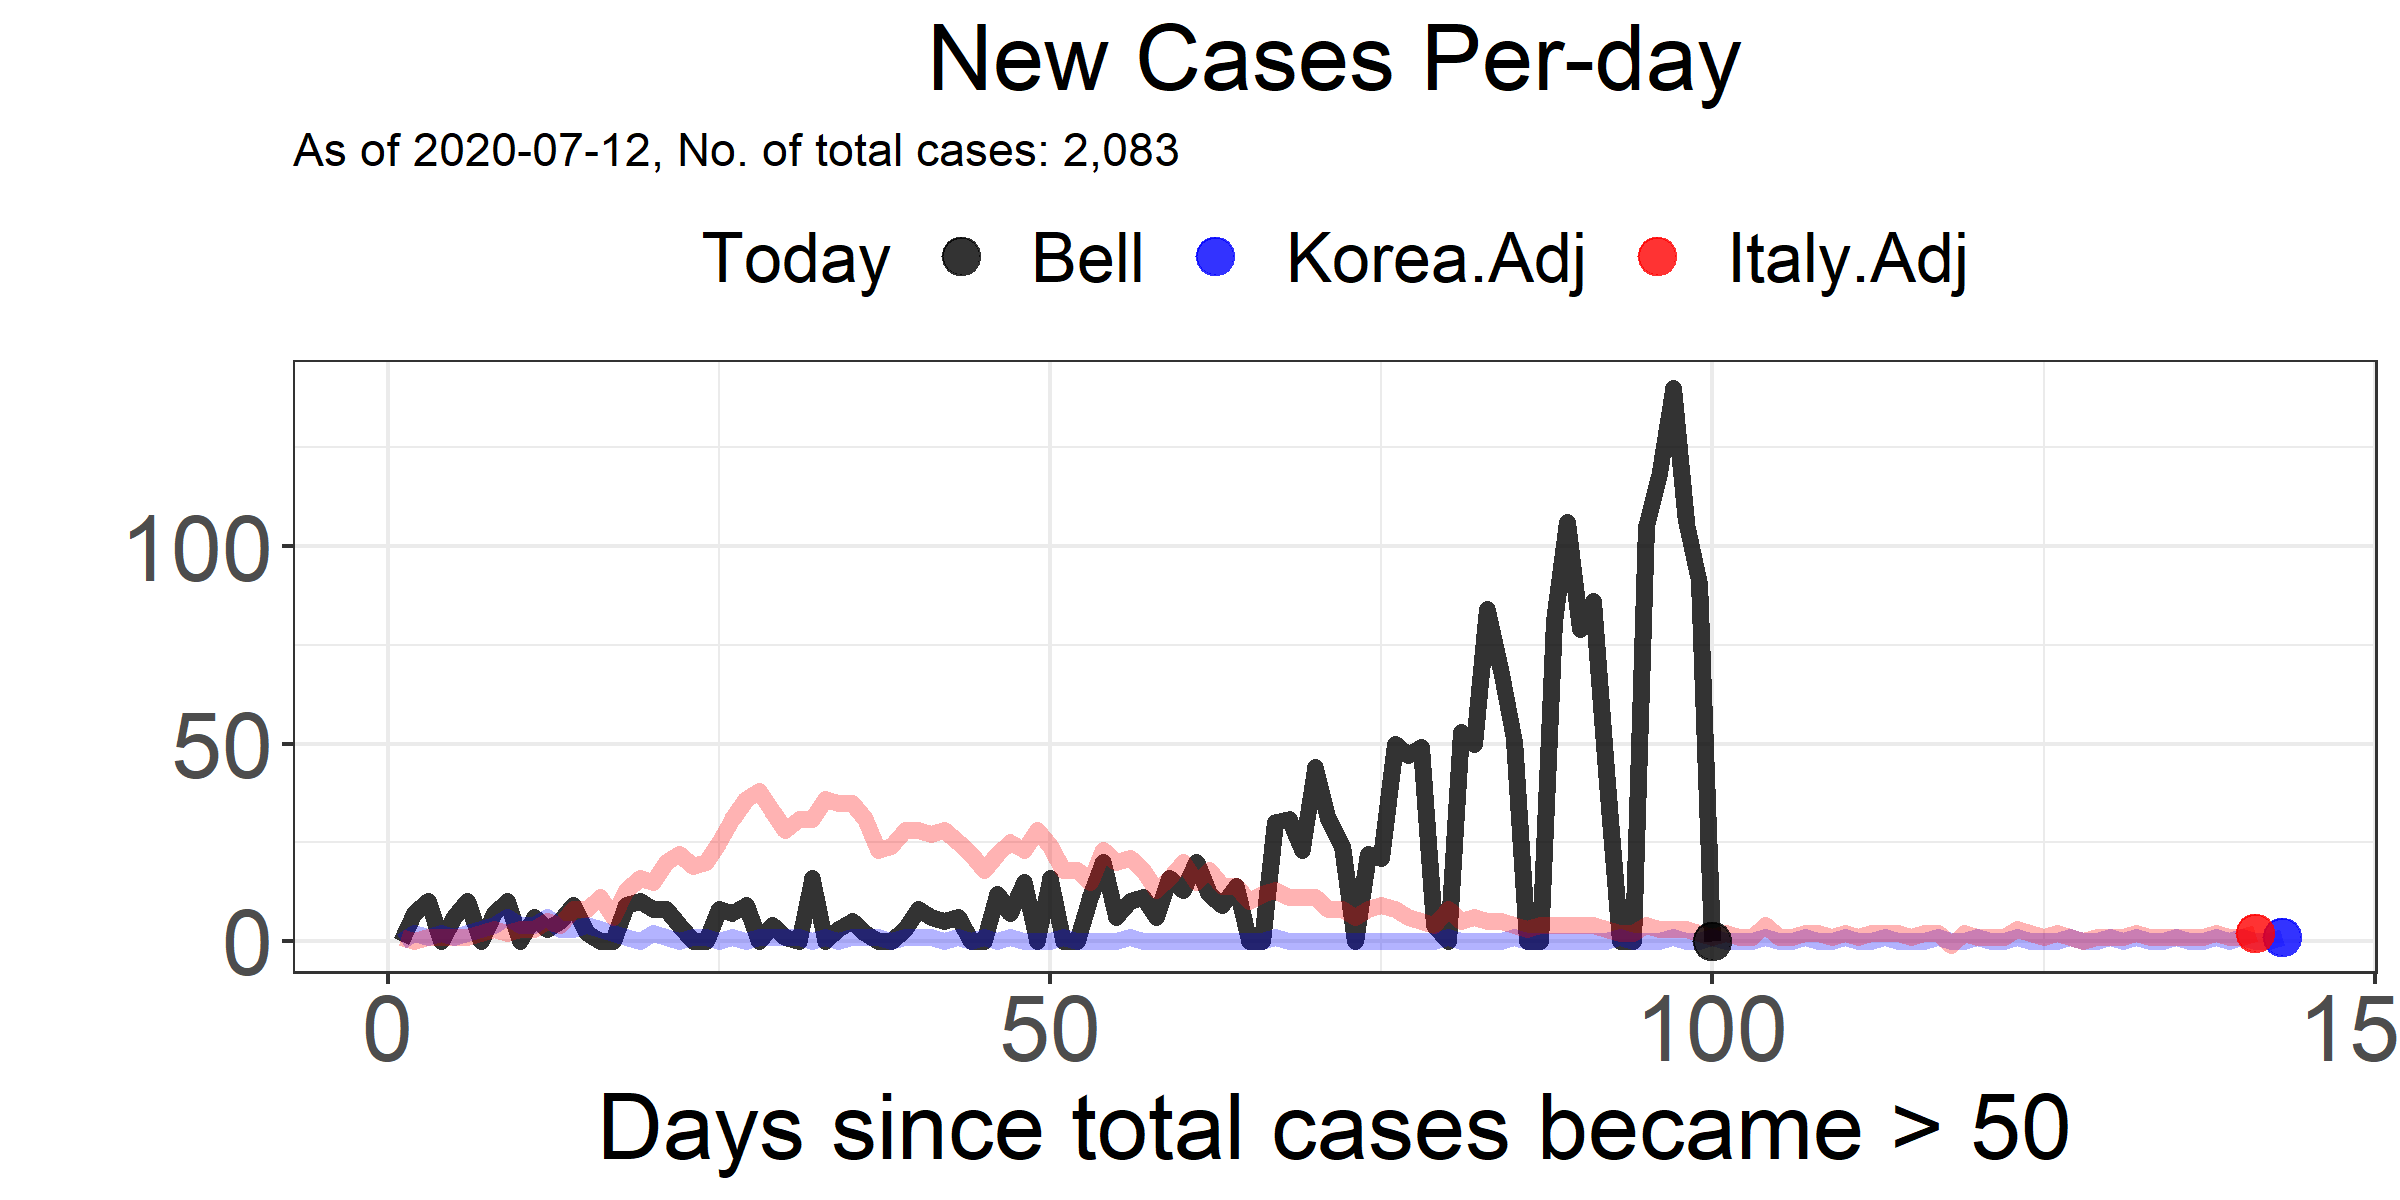 New Cases Per-day
As of 2020-07-12, No. of total cases: 2,083
Today Bell Korea.Adj Italy.Adj
100
50
0
0 50 100 15
Days since total cases became > 50